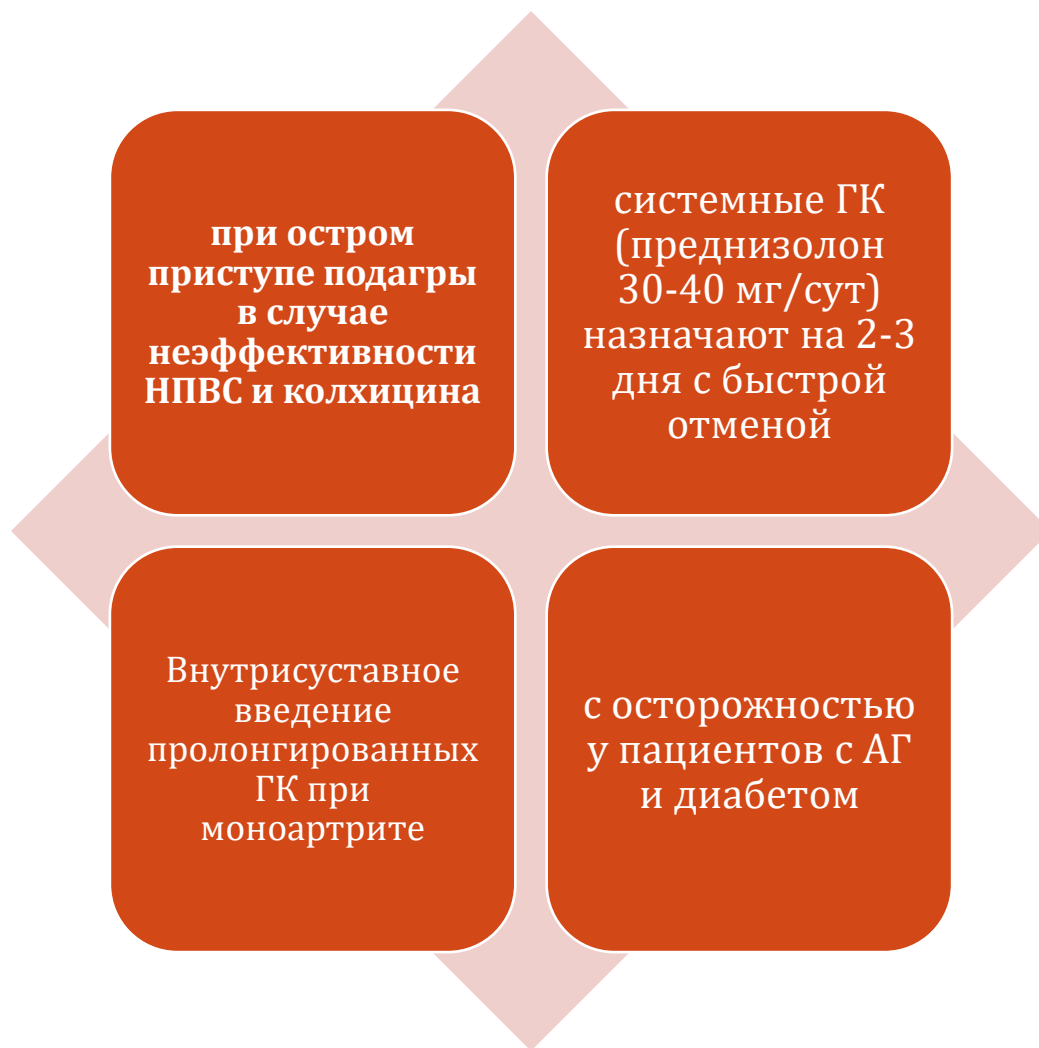 при остром
приступе подагры
в случае
неэффективности
НПВС и колхицина
системные ГК
(преднизолон
30-40 мг/сут)
назначают на 2-3
дня с быстрой
отменой
Внутрисуставное
введение
пролонгированных
ГК при
моноартрите
с осторожностью
у пациентов с АГ
и диабетом